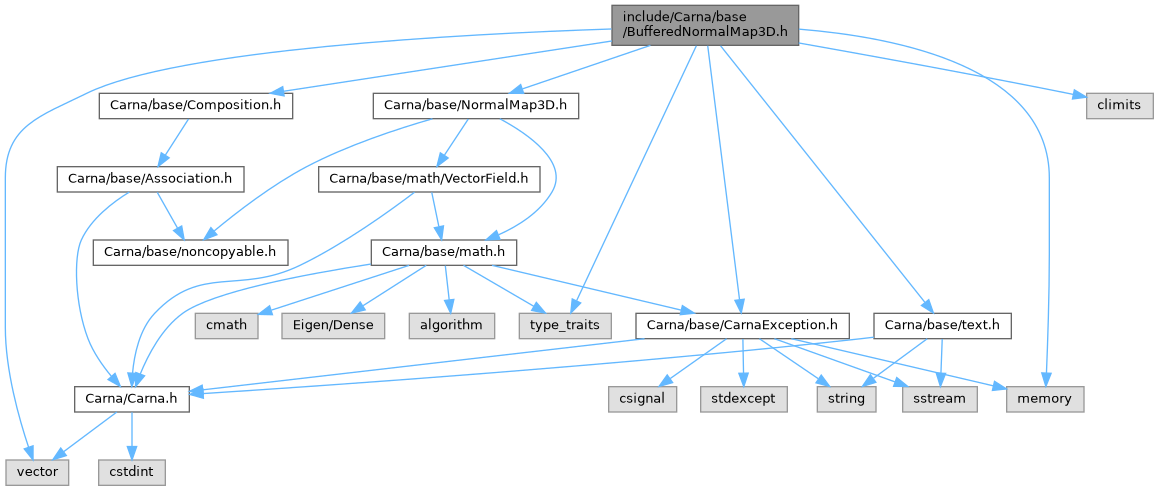 include/Carna/base
/BufferedNormalMap3D.h
Carna/base/Composition.h
Carna/base/NormalMap3D.h
climits
Carna/base/Association.h
Carna/base/math/VectorField.h
Carna/base/noncopyable.h
Carna/base/math.h
cmath
Eigen/Dense
algorithm
type_traits
Carna/base/CarnaException.h
Carna/base/text.h
Carna/Carna.h
csignal
stdexcept
string
sstream
memory
vector
cstdint